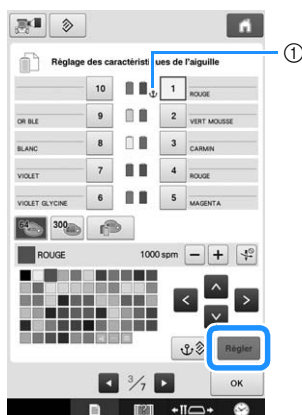 Réglage des caractéristiques de l'aiguille
①
10 1 ROUGE
OR BLE 9 2 VERT MOUSSE
BLANC 8 3 CARMIN
VIOLET 7 4 ROUGE
VIOLET GLYCINE 6 5 MAGENTA
64 300
ROUGE 1000 spm - +
Régler
3/7 OK